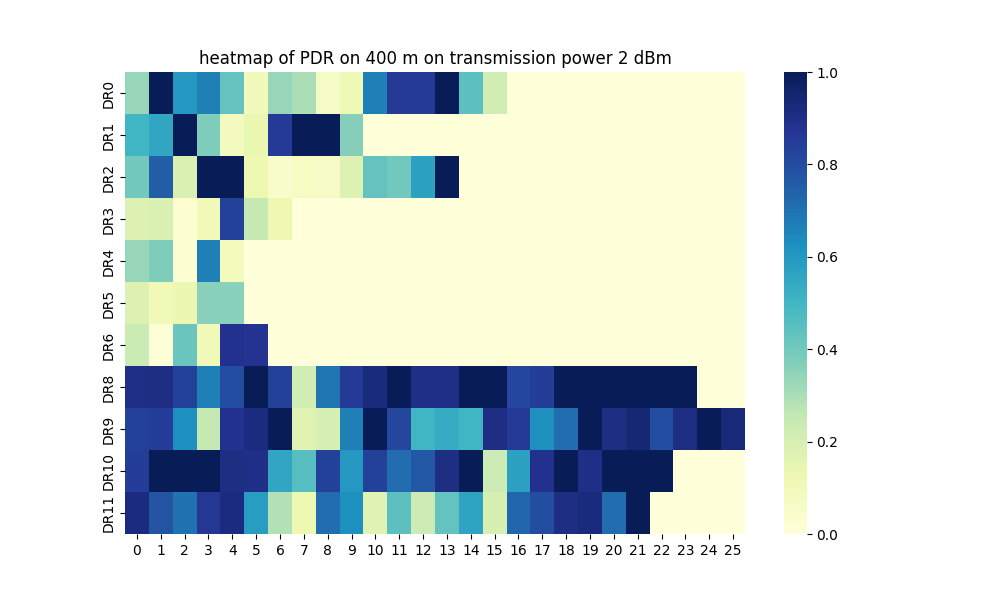 heatmap of PDR on 400 m on transmission power 2 dBm
DR0
DR1
DR2
DR3
DR4
DR5
DR6
DR8
DR9
DR10
DR11
0 1 2 3 4 5 6 7 8 9 10 11 12 13 14 15 16 17 18 19 20 21 22 23 24 25
1.0
0.8
0.6
0.4
0.2
0.0